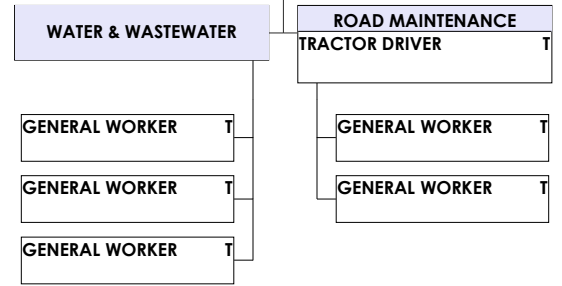 WATER & WASTEWATER
GENERAL WORKER T
GENERAL WORKER T
GENERAL WORKER T
ROAD MAINTENANCE
TRACTOR DRIVER T
GENERAL WORKER T
GENERAL WORKER T